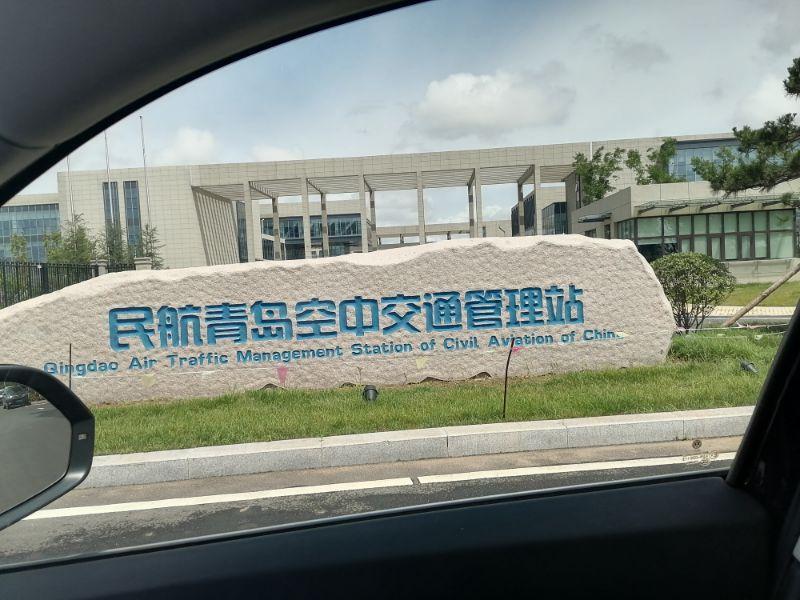 民航青岛空中交通管理站
Qingdao Air Traffic Management Station of Civil Aviation of China